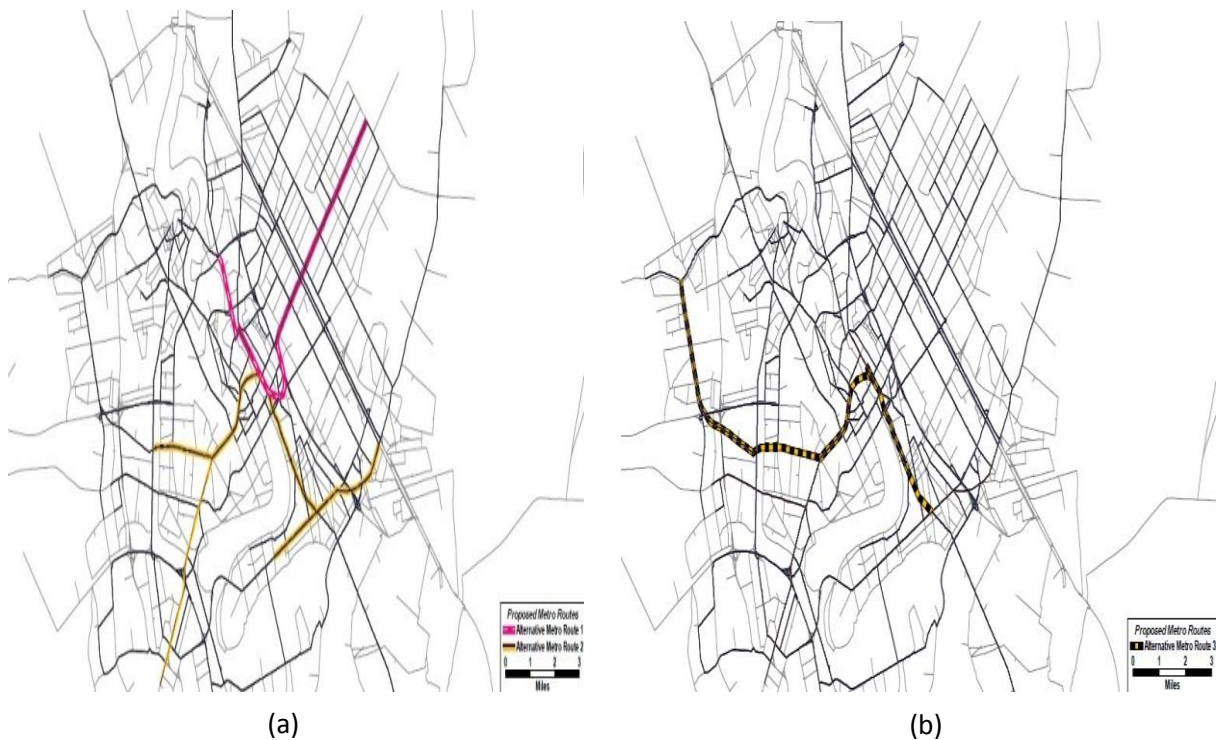 Proposed Metro Routes
Alternative Metro Route 1
Alternative Metro Route 2
0 1 2 3
Miles
(a)
Proposed Metro Routes
Alternative Metro Route 3
0 1 2 3
Miles
(b)